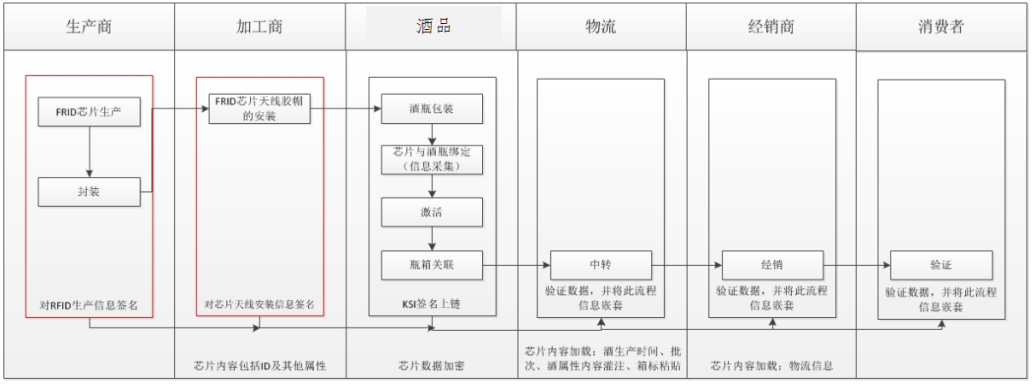 生产商
加工商
酒品
物流
经销商
消费者
FRID芯片生产
封装
对RFID生产信息签名
FRID芯片天线胶帽
的安装
对芯片天线安装信息签名
芯片内容包括ID及其他属性
酒瓶包装
芯片与酒瓶绑定
（信息采集）
激活
瓶箱关联
KSI签名上链
芯片数据加密
中转
验证数据，并将此流程
信息嵌套
芯片内容加载：酒生产时间、批
次、酒属性内容灌注、箱标粘贴
经销
验证数据，并将此流程
信息嵌套
芯片内容加载：物流信息
验证
验证数据，并将此流程
信息嵌套